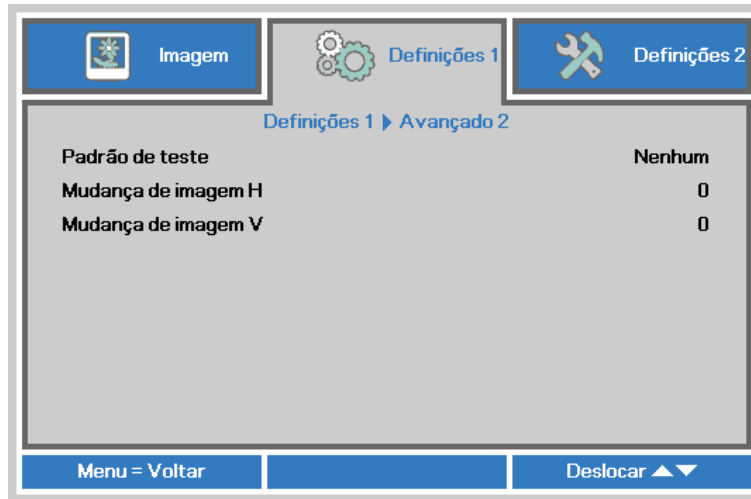 Imagem
Definições 1
Definições 2
Definições 1 Avançado 2
Padrão de teste Nenhum
Mudança de imagem H 0
Mudança de imagem V 0
Menu = Voltar
Deslocar